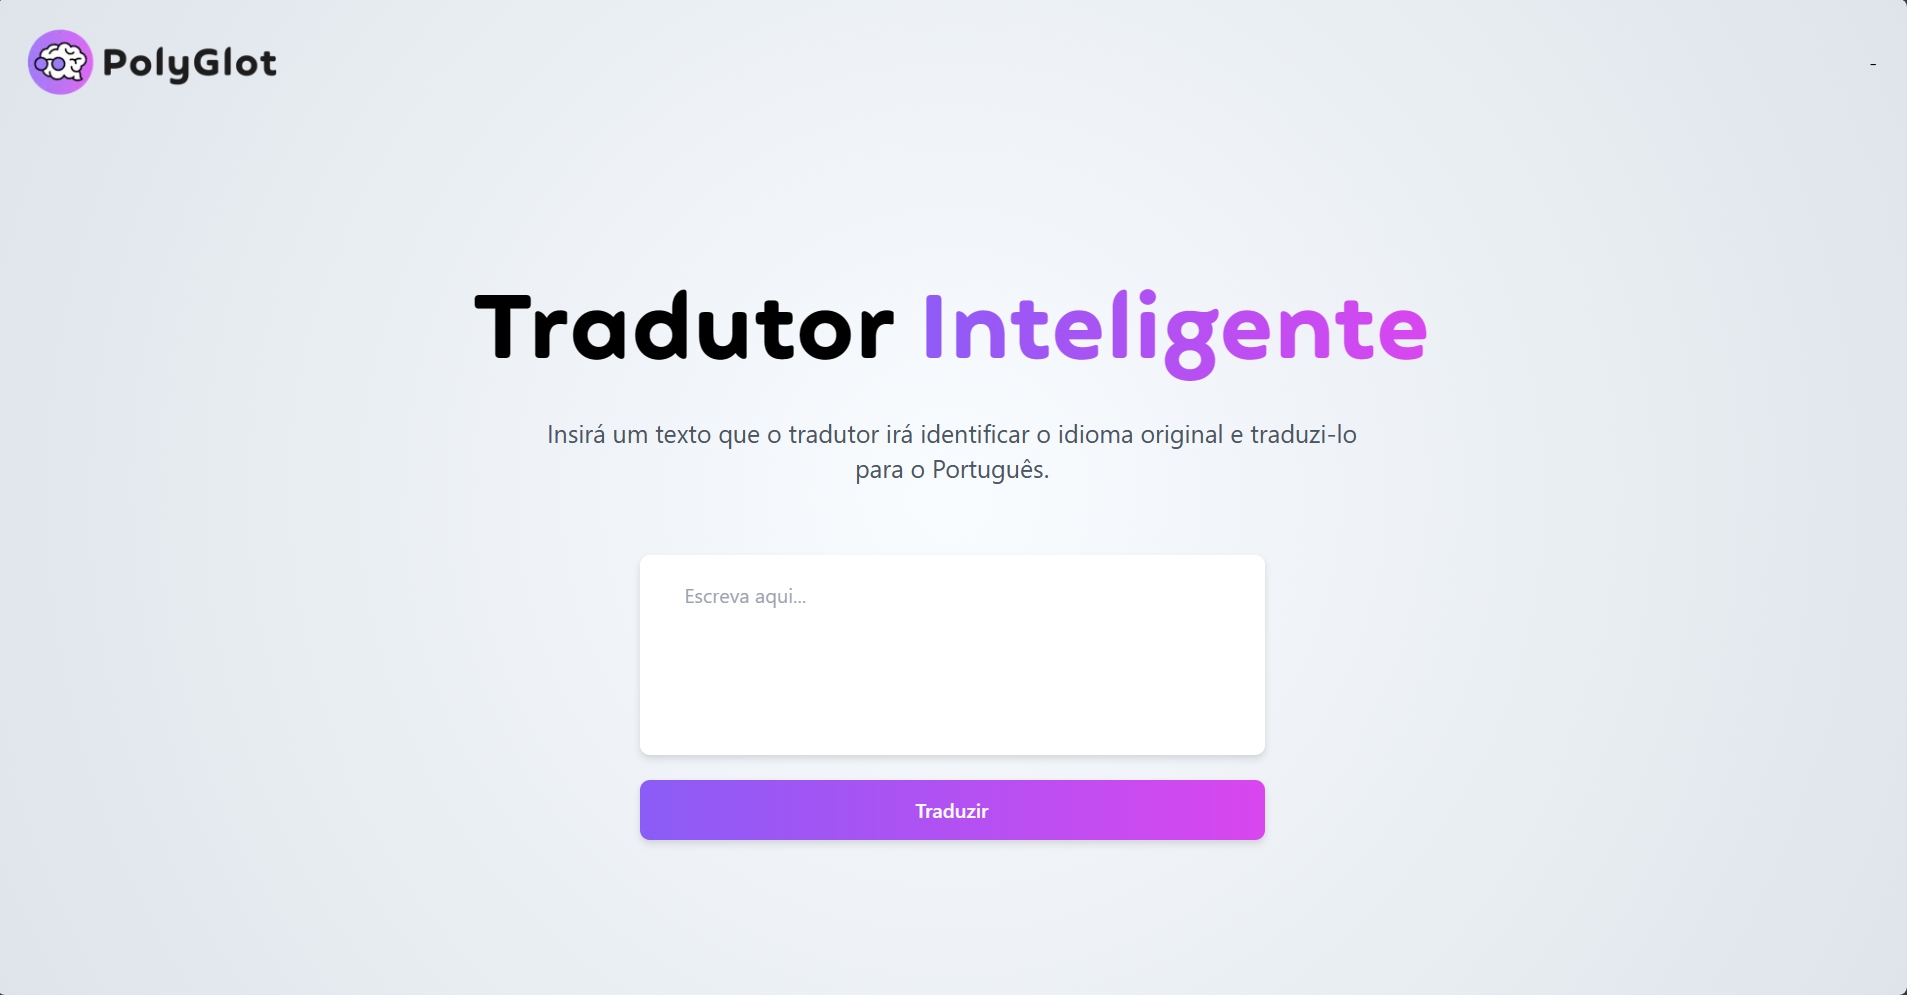 PolyGlot
-
Tradutor Inteligente
Insirá um texto que o tradutor irá identificar o idioma original e traduzi-lo
para o Português.
Escreva aqui...
Traduzir